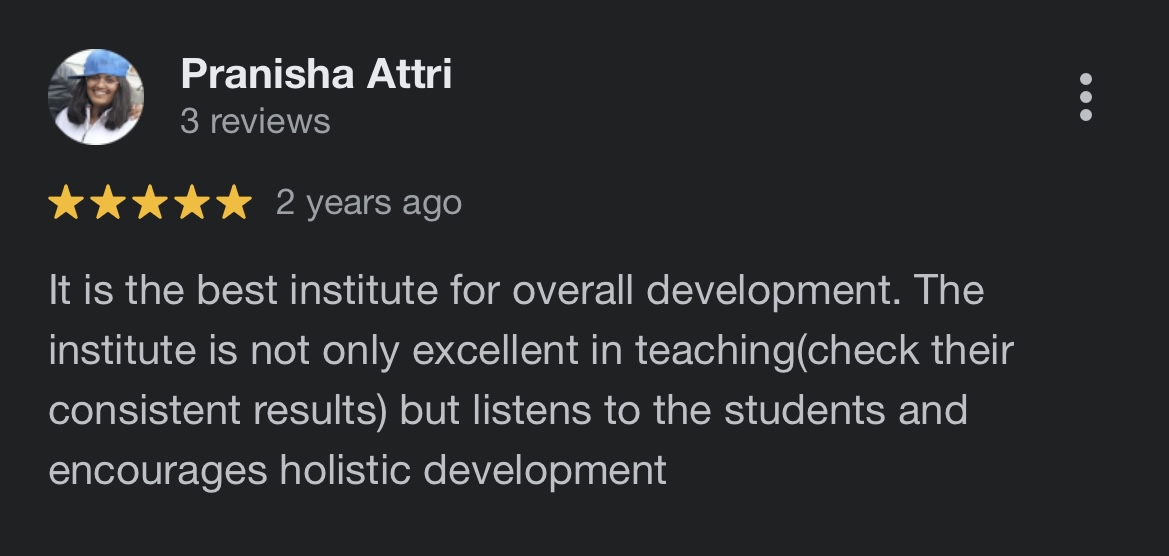 Pranisha Attri
3 reviews
2 years ago
It is the best institute for overall development. The
institute is not only excellent in teaching(check their
consistent results) but listens to the students and
encourages holistic development